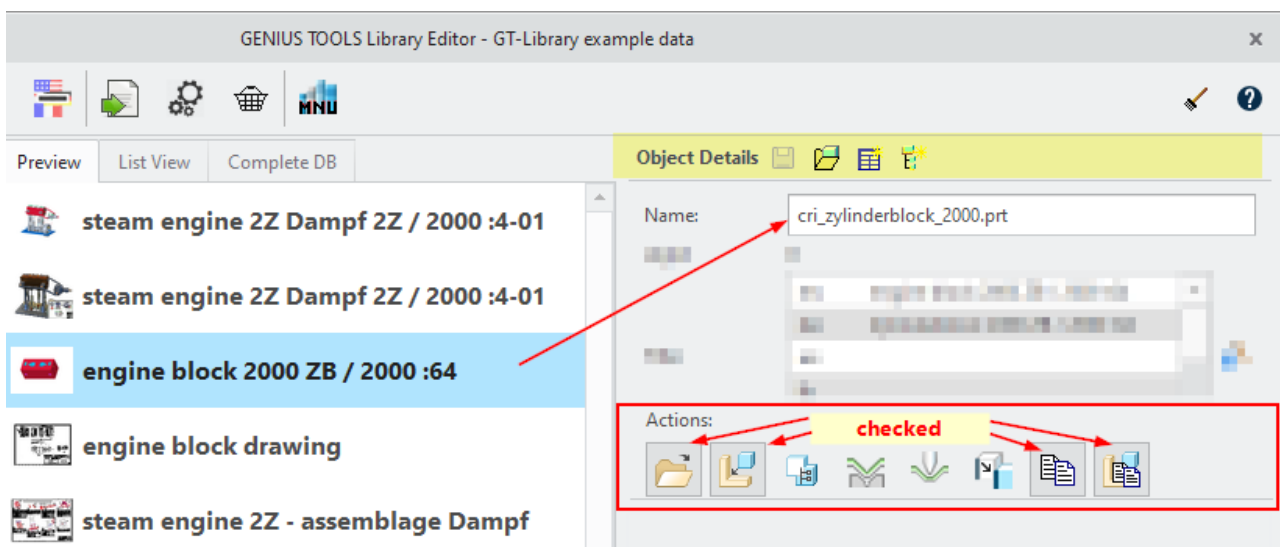 GENIUS TOOLS Library Editor - GT-Library example data
MNU
Preview
List View
Complete DB
Object Details
steam engine 2Z Dampf 2Z / 2000 :4-01
Name:
cri_zylinderblock_2000.prt
steam engine 2Z Dampf 2Z / 2000 :4-01
engine block 2000 ZB / 2000 :64
Actions:
checked
engine block drawing
steam engine 2Z - assemblage Dampf